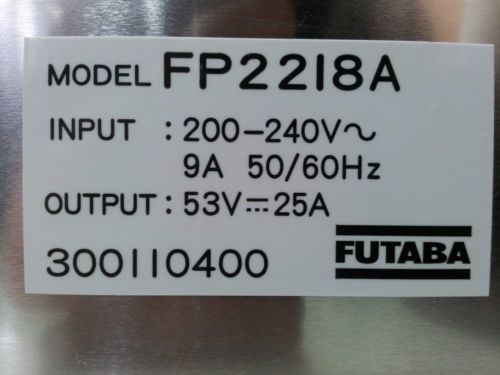 MODEL FP2218A
INPUT : 200-240V~
9A 50/60Hz
OUTPUT : 53V⎓25A
300110400
FUTABA